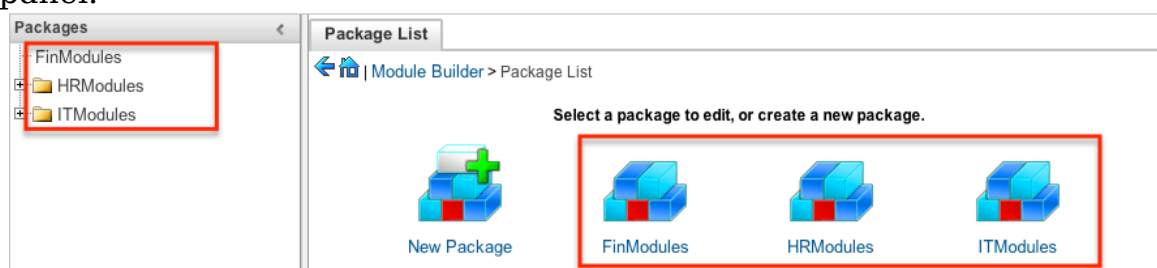 panel.
Packages
FinModules
HRModules
ITModules
Package List
| Module Builder > Package List
Select a package to edit, or create a new package.
New Package
FinModules
HRModules
ITModules